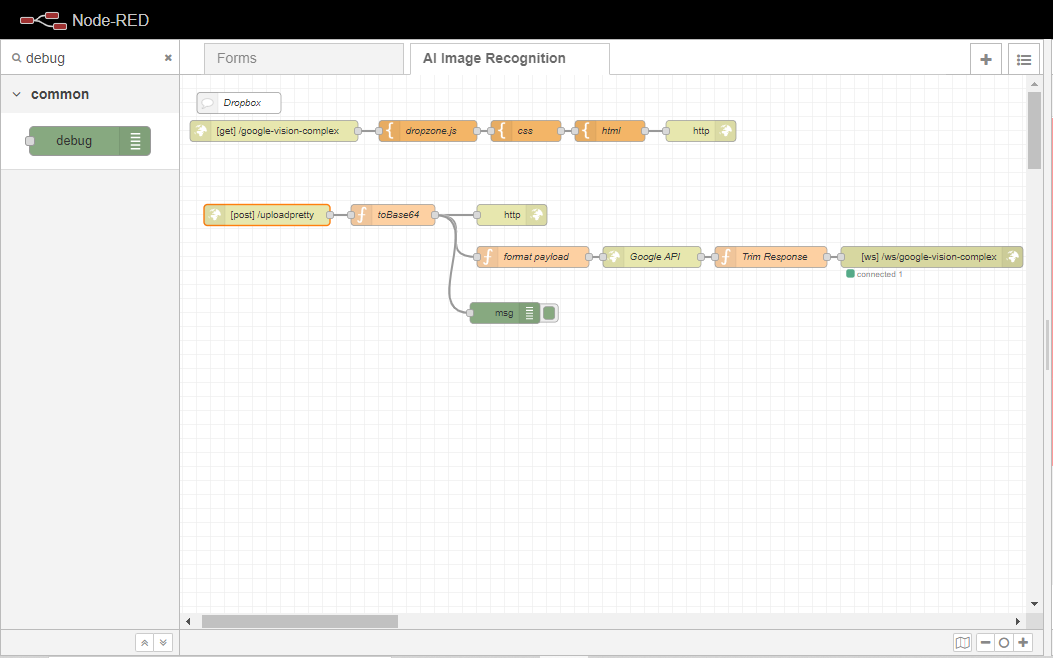 Node-RED
debug
Forms
AI Image Recognition
common
debug
Dropbox
[get] /google-vision-complex
dropzone.js
css
html
http
[post] /uploadpretty
toBase64
http
format payload
Google API
Trim Response
[ws] /ws/google-vision-complex
connected 1
msg